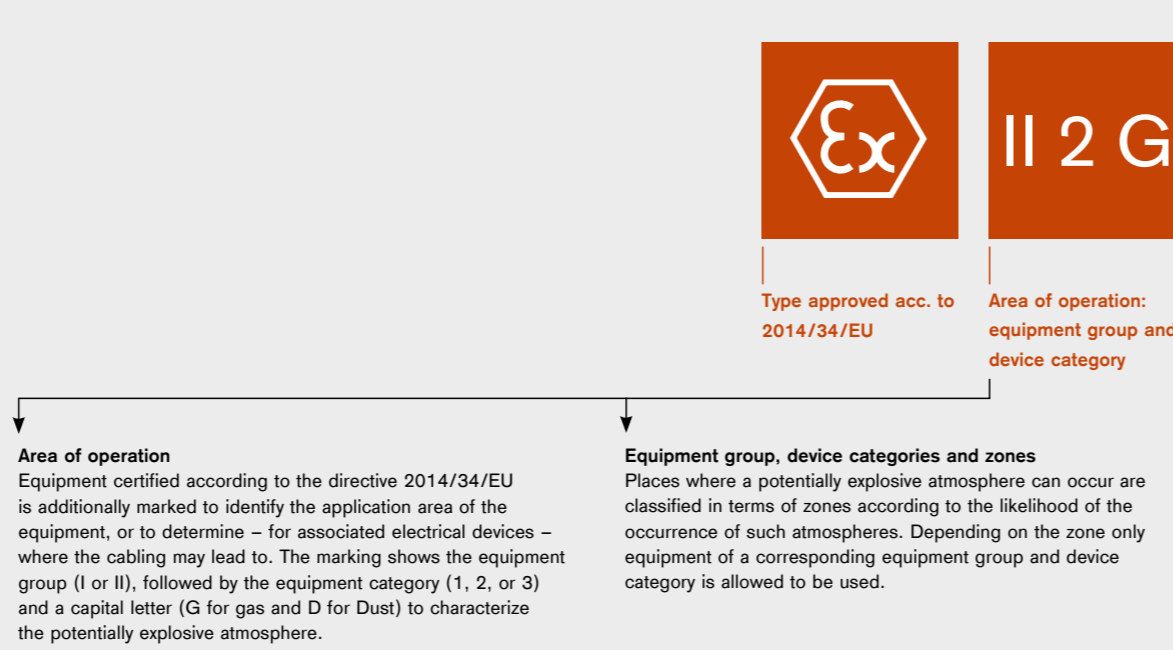 Ex
II 2 G
Type approved acc. to
2014/34/EU
Area of operation:
equipment group and
device category
Area of operation
Equipment certified according to the directive 2014/34/EU
is additionally marked to identify the application area of the
equipment, or to determine – for associated electrical devices –
where the cabling may lead to. The marking shows the equipment
group (I or II), followed by the equipment category (1, 2, or 3)
and a capital letter (G for gas and D for Dust) to characterize
the potentially explosive atmosphere.
Equipment group, device categories and zones
Places where a potentially explosive atmosphere can occur are
classified in terms of zones according to the likelihood of the
occurrence of such atmospheres. Depending on the zone only
equipment of a corresponding equipment group and device
category is allowed to be used.